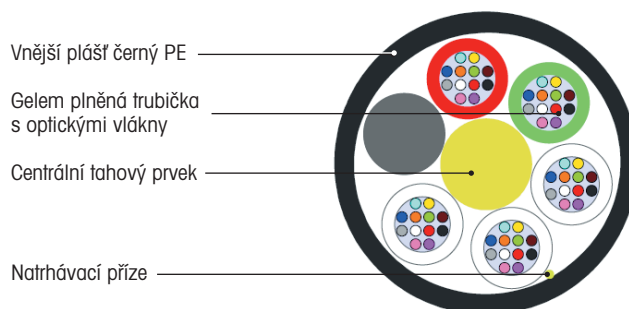 Vnější plášť černý PE
Gelem plněná trubička
s optickými vlákny
Centrální tahový prvek
Natrhávací příze